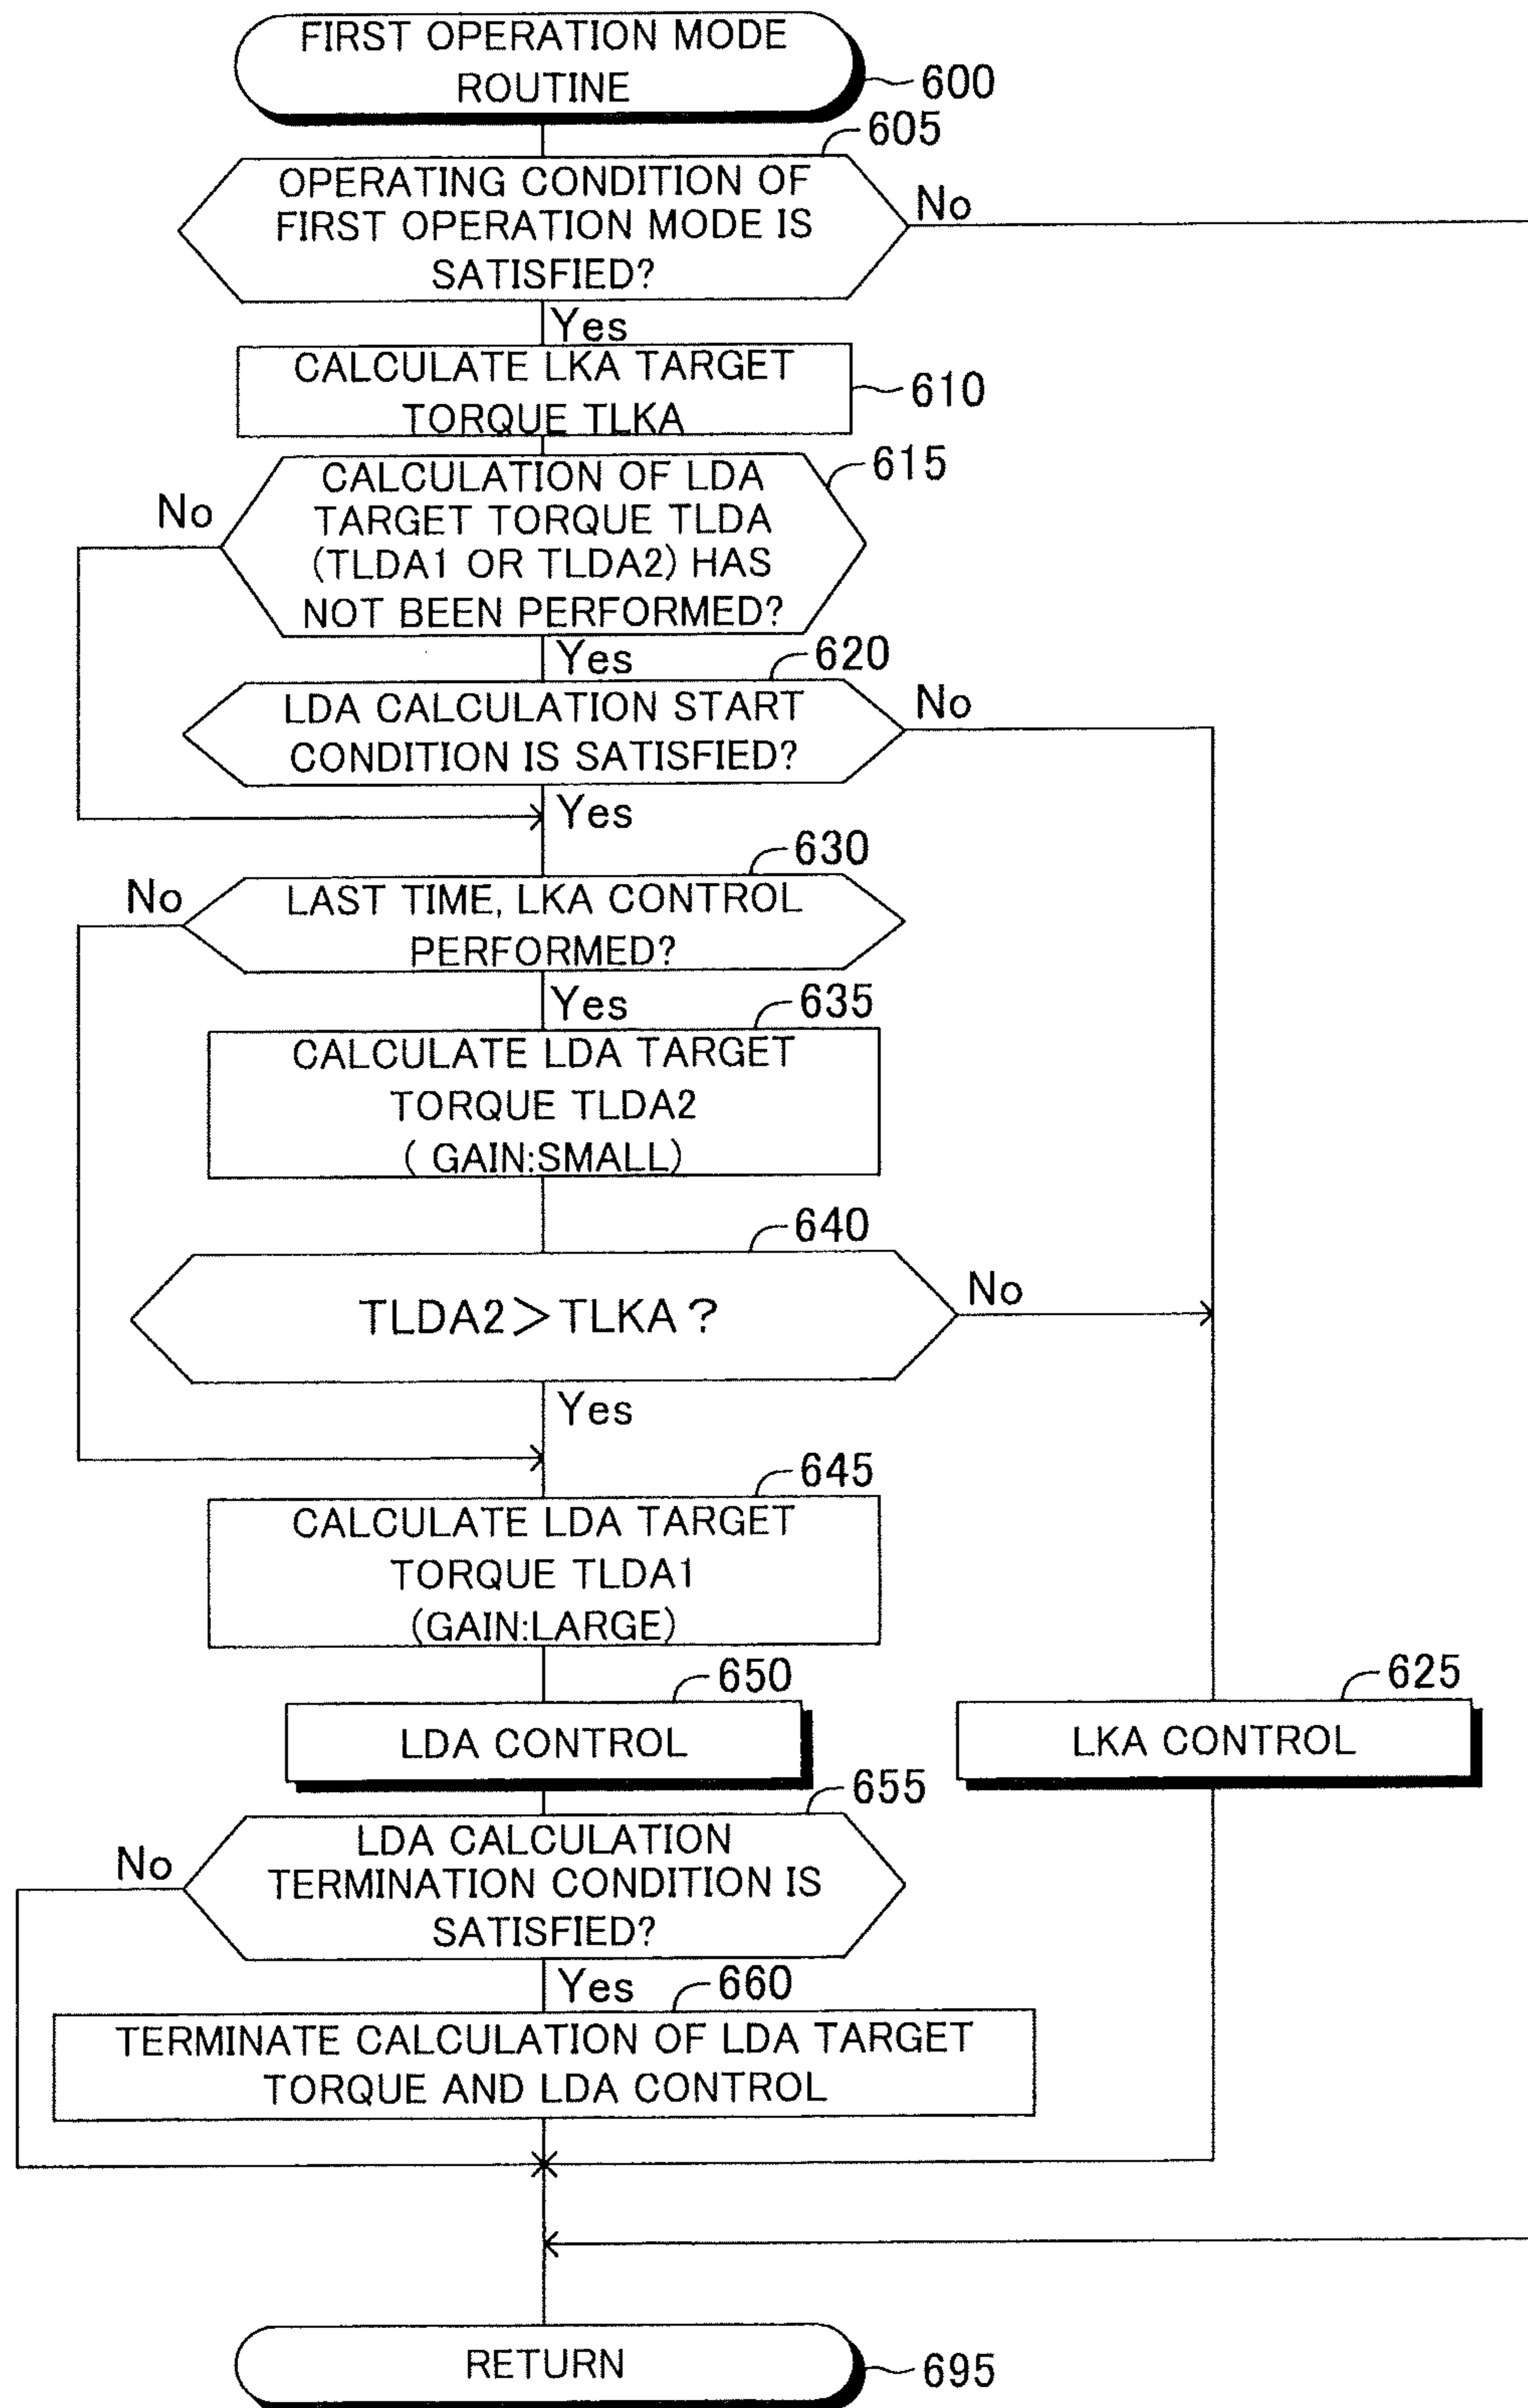 FIRST OPERATION MODE
ROUTINE
600
605
OPERATING CONDITION OF
FIRST OPERATION MODE IS
SATISFIED?
No
Yes
CALCULATE LKA TARGET
TORQUE TLKA
610
615
CALCULATION OF LDA
TARGET TORQUE TLDA
(TLDA1 OR TLDA2) HAS
NOT BEEN PERFORMED?
No
Yes
620
LDA CALCULATION START
CONDITION IS SATISFIED?
No
Yes
630
LAST TIME, LKA CONTROL
PERFORMED?
No
Yes
635
CALCULATE LDA TARGET
TORQUE TLDA2
( GAIN:SMALL)
640
TLDA2>TLKA?
No
Yes
645
CALCULATE LDA TARGET
TORQUE TLDA1
(GAIN:LARGE)
650
LDA CONTROL
625
LKA CONTROL
655
LDA CALCULATION
TERMINATION CONDITION IS
SATISFIED?
No
Yes
660
TERMINATE CALCULATION OF LDA TARGET
TORQUE AND LDA CONTROL
RETURN
695